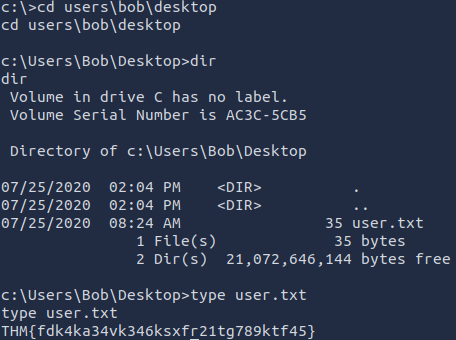 c:\>cd users\bob\desktop
cd users\bob\desktop
c:\Users\Bob\Desktop>dir
dir
 Volume in drive C has no label.
 Volume Serial Number is AC3C-5CB5
 Directory of c:\Users\Bob\Desktop
07/25/2020  02:04 PM    <DIR>          .
07/25/2020  02:04 PM    <DIR>          ..
07/25/2020  08:24 AM                35 user.txt
               1 File(s)             35 bytes
               2 Dir(s)  21,072,646,144 bytes free
c:\Users\Bob\Desktop>type user.txt
type user.txt
THM{fdk4ka34vk346ksxfr21tg789ktf45}